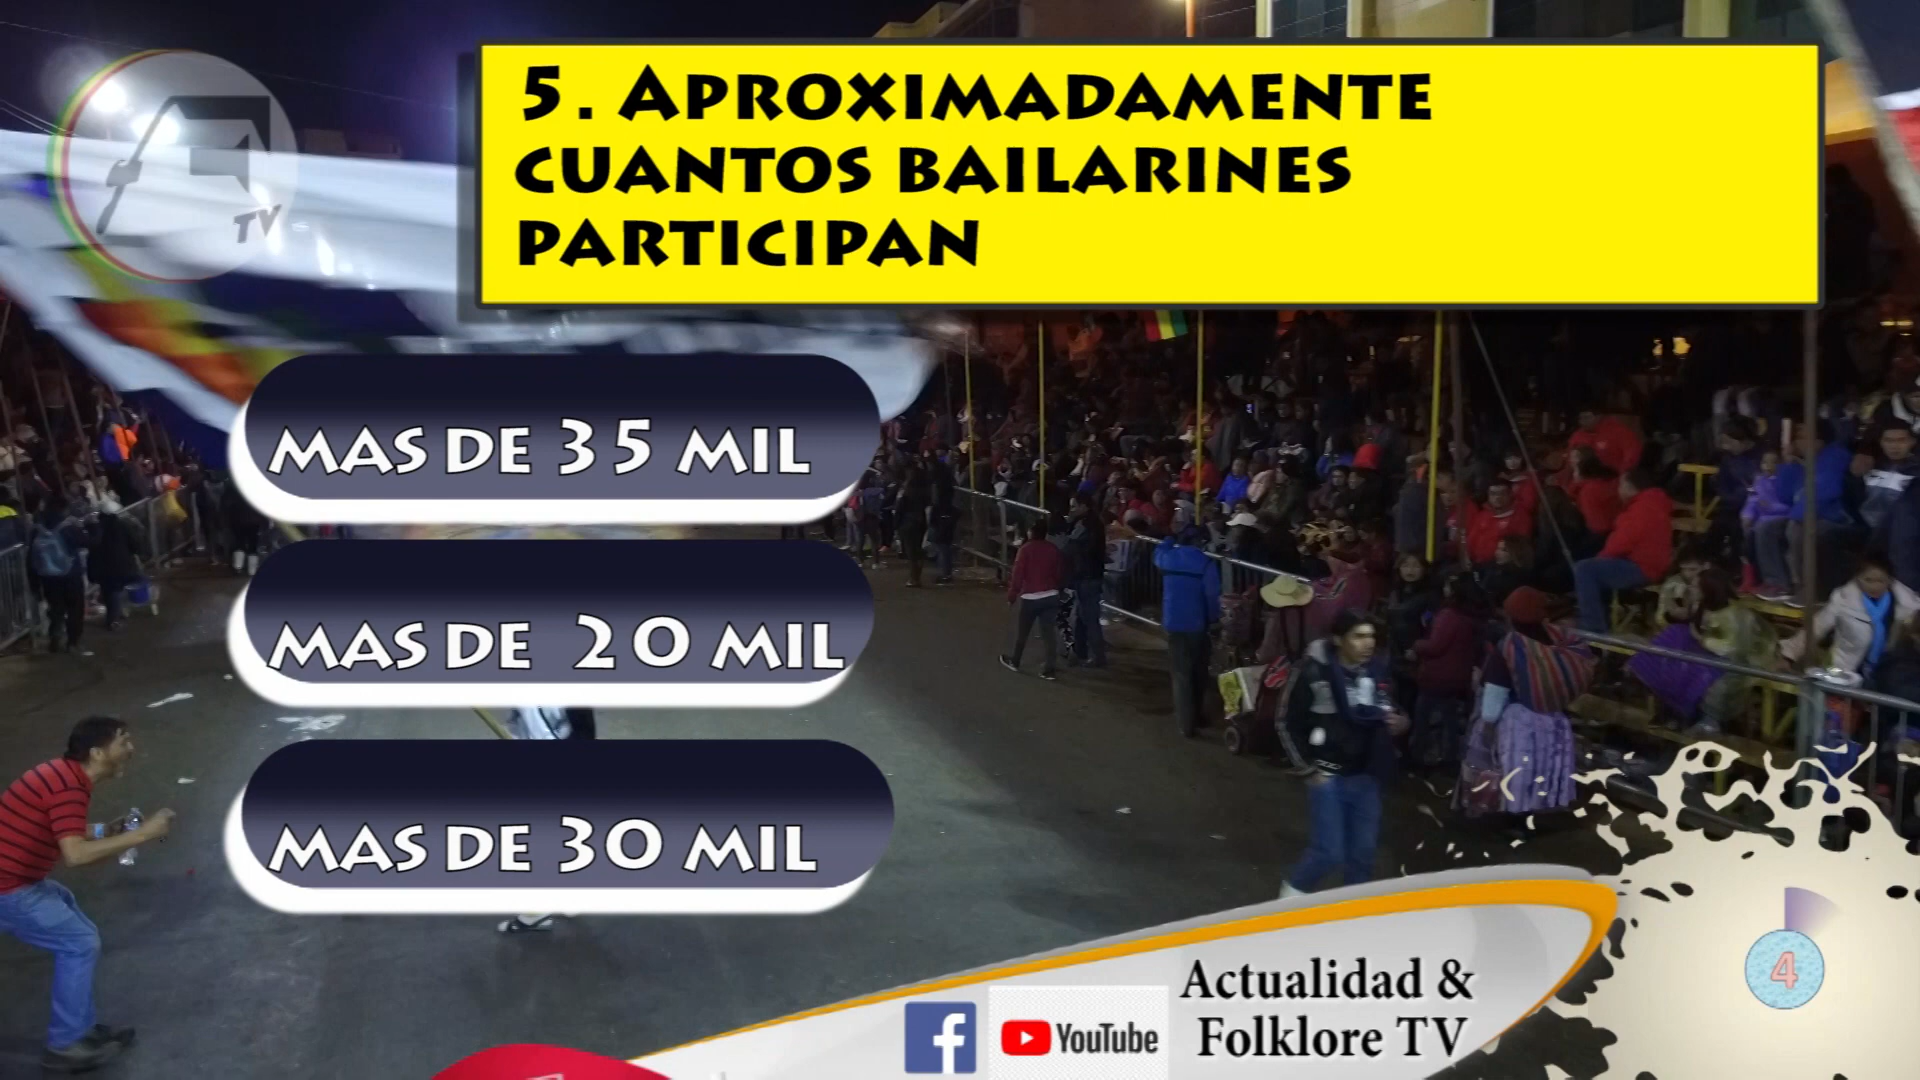 TV
5. APROXIMADAMENTE
CUANTOS BAILARINES
PARTICIPAN
MAS DE 35 MIL
MAS DE 20 MIL
MAS DE 30 MIL
4
f
YouTube
Actualidad &
Folklore TV